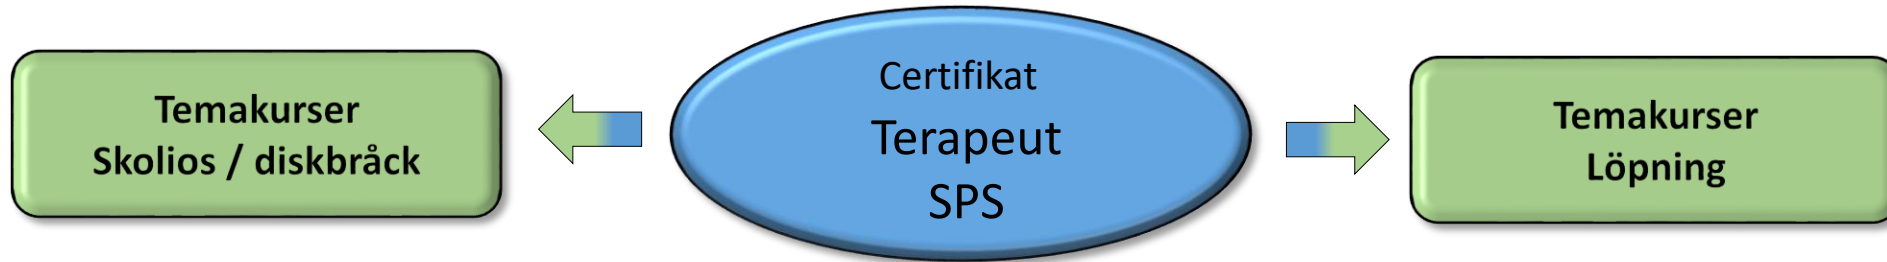 Temakurser
Skolios / diskbråck
Certifikat
Terapeut
SPS
Temakurser
Löpning